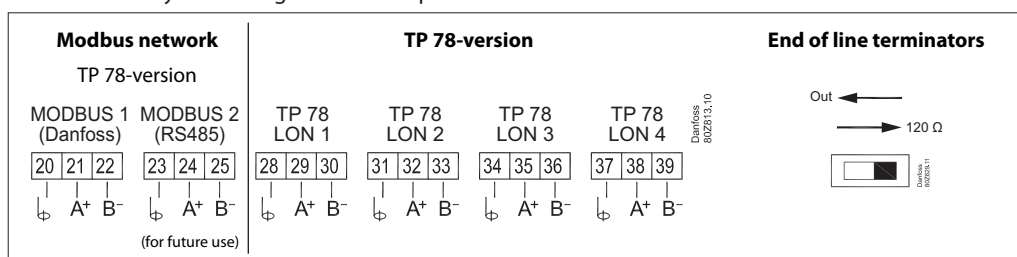 Modbus network
TP 78-version
MODBUS 1 MODBUS 2
(Danfoss) (RS485)
20 21 22 23 24 25
A+ B- A+ B-
(for future use)
TP 78-version
TP 78 TP 78 TP 78 TP 78
LON 1 LON 2 LON 3 LON 4
28 29 30 31 32 33 34 35 36 37 38 39
A+ B- A+ B- A+ B- A+ B-
Danfoss
80Z813.10
End of line terminators
Out
120 Ω
Danfoss